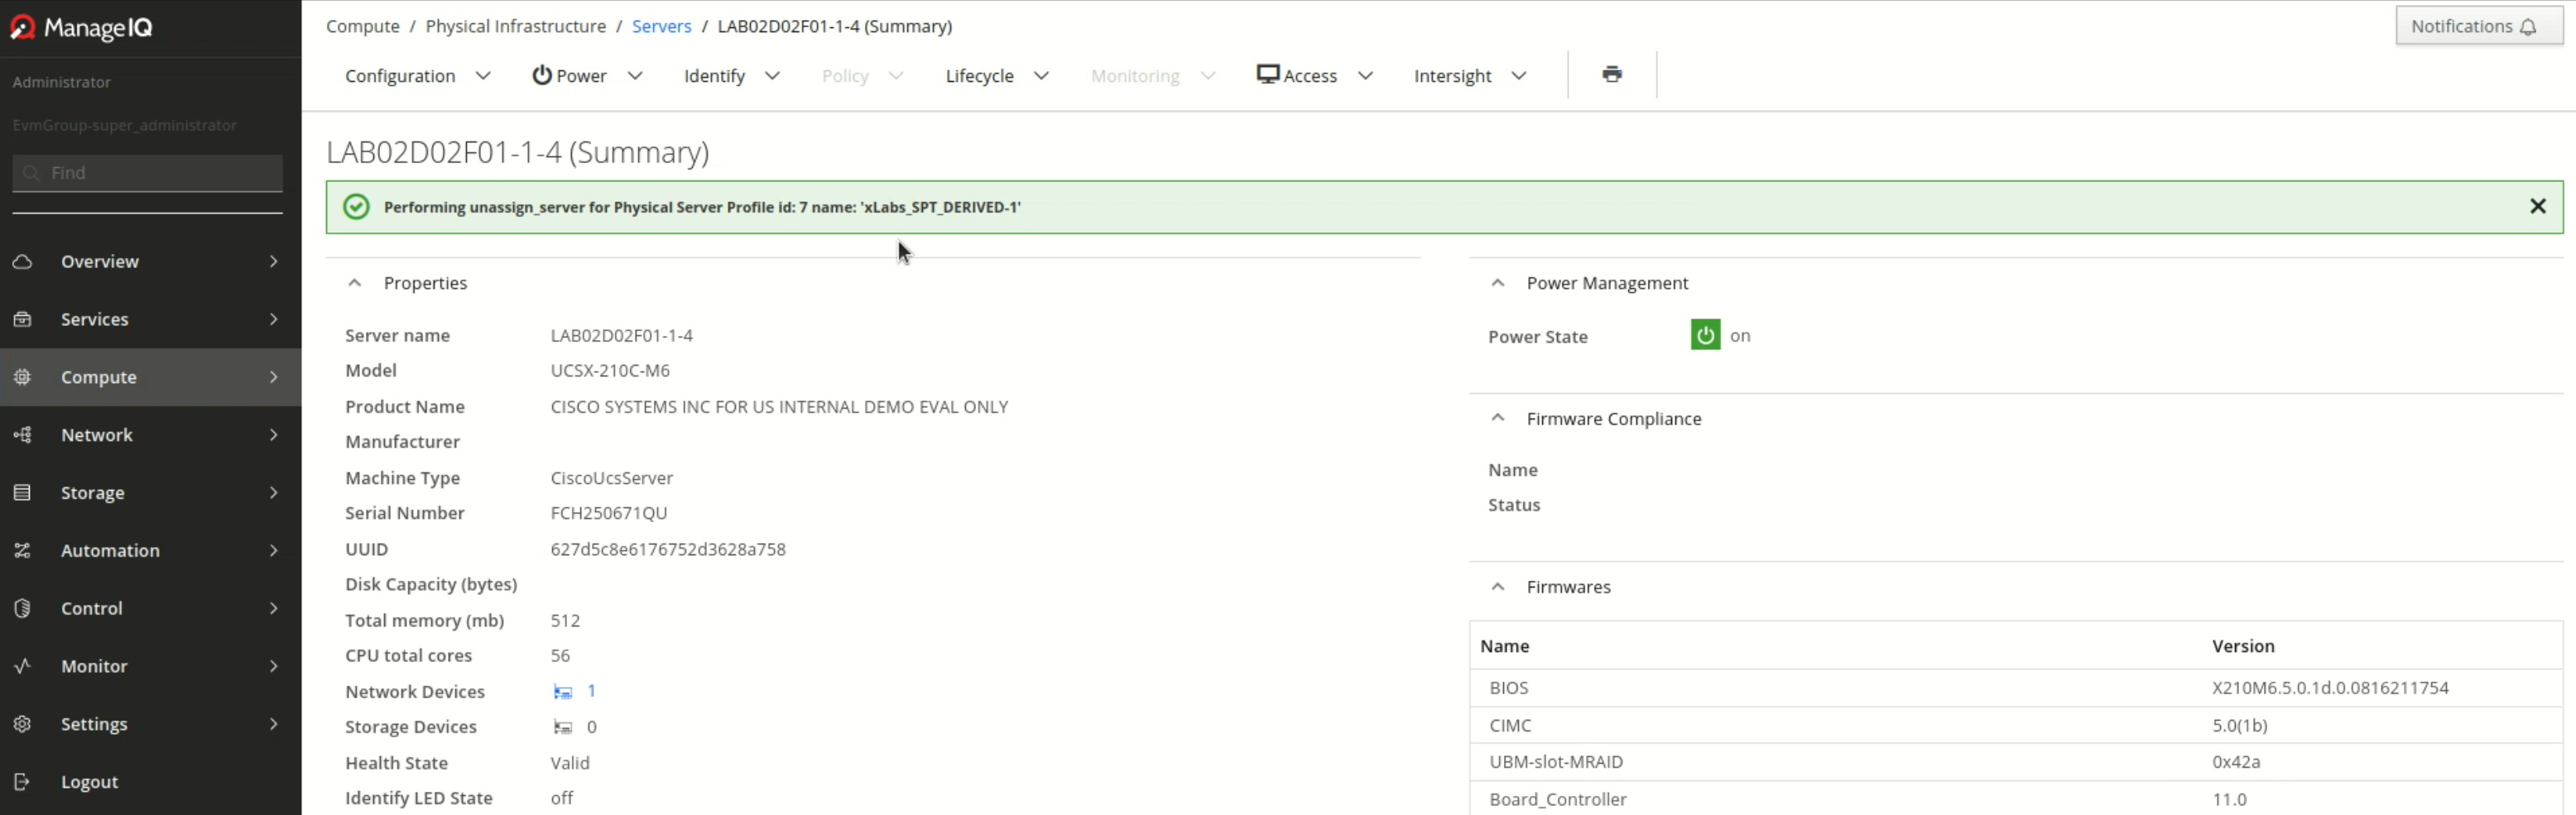 ManageIQ
Administrator
EvmGroup-super_administrator
Find
Overview
Services
Compute
Network
Storage
Automation
Control
Monitor
Settings
Logout
Compute / Physical Infrastructure / Servers / LAB02D02F01-1-4 (Summary)
Notifications
Configuration Power Identify Policy Lifecycle Monitoring Access Intersight
LAB02D02F01-1-4 (Summary)
Performing unassign_server for Physical Server Profile id: 7 name: 'xLabs_SPT_DERIVED-1'
Properties
Server name LAB02D02F01-1-4
Model UCSX-210C-M6
Product Name CISCO SYSTEMS INC FOR US INTERNAL DEMO EVAL ONLY
Manufacturer
Machine Type CiscoUcsServer
Serial Number FCH250671QU
UUID 627d5c8e6176752d3628a758
Disk Capacity (bytes)
Total memory (mb) 512
CPU total cores 56
Network Devices 1
Storage Devices 0
Health State Valid
Identify LED State off
Power Management
Power State on
Firmware Compliance
Name
Status
Firmwares
Name Version
BIOS X210M6.5.0.1d.0.0816211754
CIMC 5.0(1b)
UBM-slot-MRAID 0x42a
Board_Controller 11.0